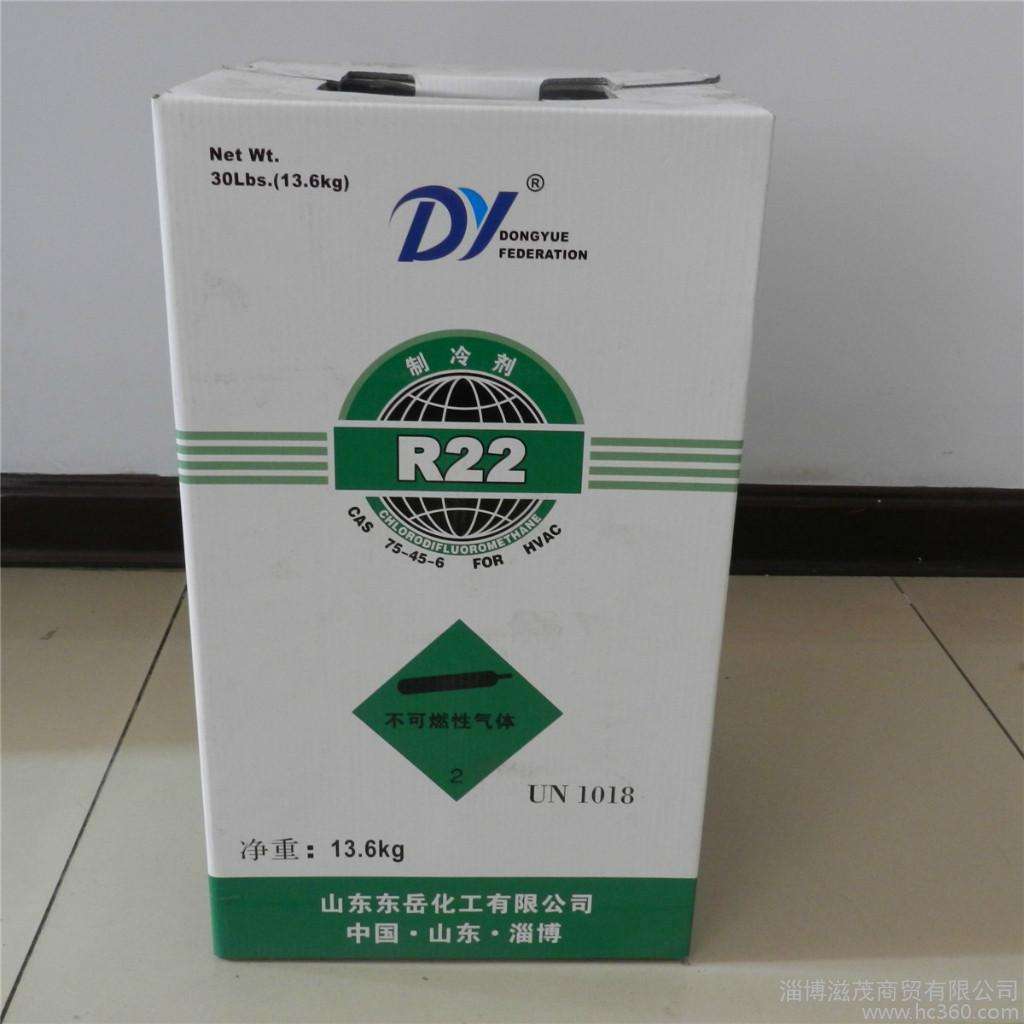 Net Wt.
30Lbs.(13.6kg)
DY®
DONGYUE
FEDERATION
制冷剂
R22
CHLORODIFLUOROMETHANE
CAS 75-45-6 FOR HVAC
不可燃性气体
2
UN 1018
净重：13.6kg
山东东岳化工有限公司
中国·山东·淄博
淄博滋茂商贸有限公司
www.hc360.com